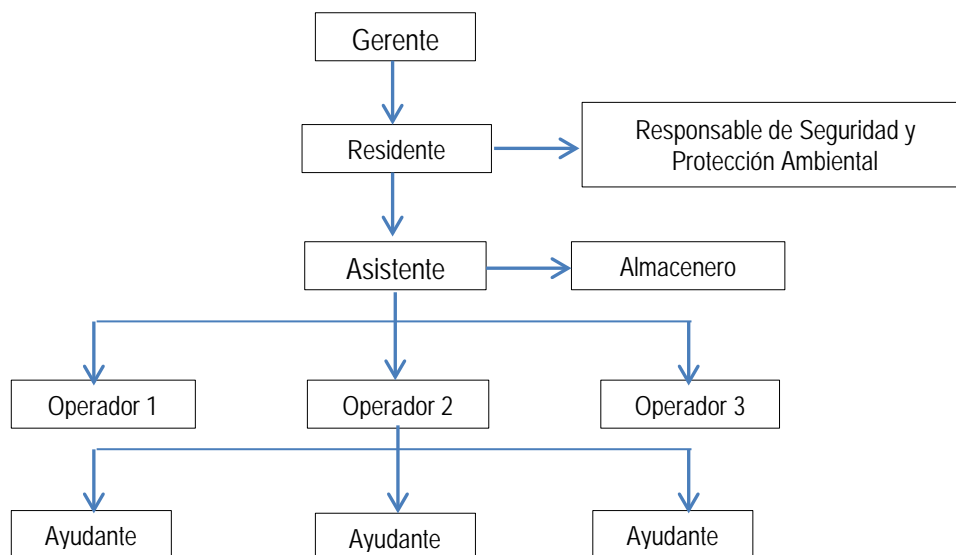 Gerente
Residente
Responsable de Seguridad y
Protección Ambiental
Asistente
Almacenero
Operador 1
Operador 2
Operador 3
Ayudante
Ayudante
Ayudante